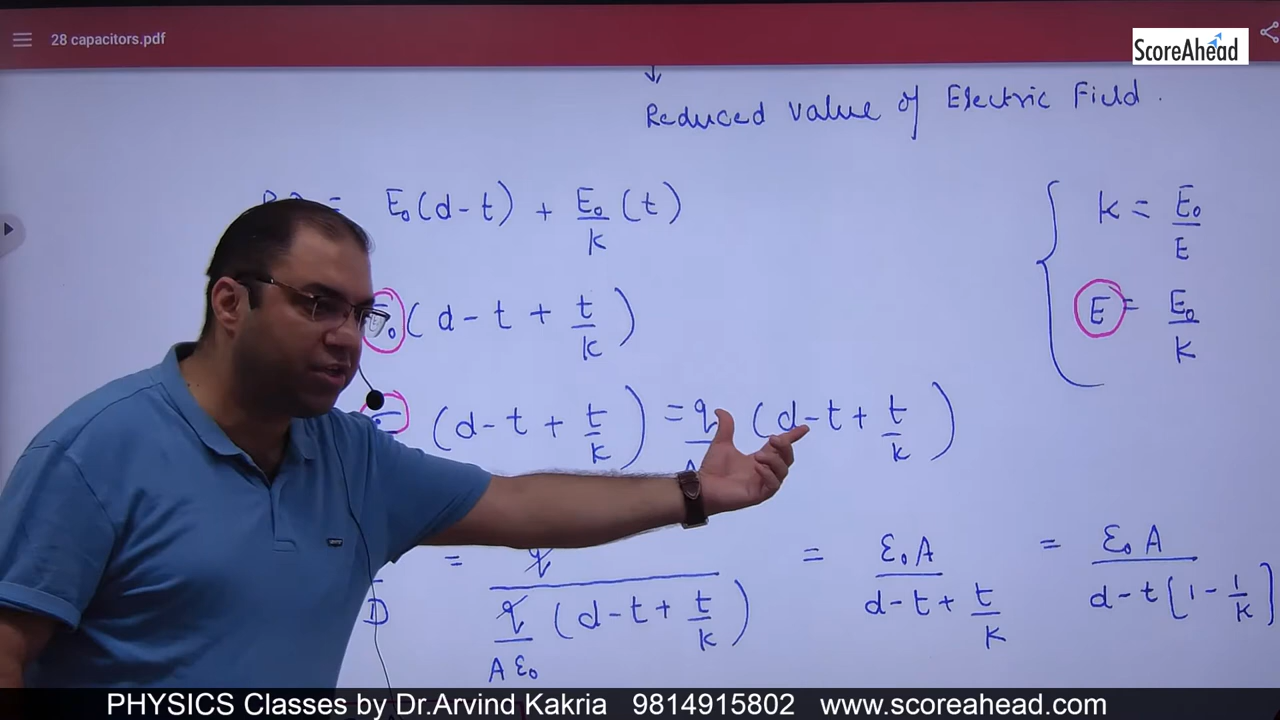 28 capacitors.pdf
ScoreAhead
Reduced value of Electric Field.
= E₀(d-t) + E₀/k (t)
k = E₀/E
(d-t + t/k)
E = E₀/k
(d-t + t/k) = q (d-t + t/k)
D = q / (q/Aε₀ (d-t + t/k)) = ε₀A / (d-t + t/k) = ε₀A / (d-t[1-1/k])
PHYSICS Classes by Dr.Arvind Kakria 9814915802 www.scoreahead.com